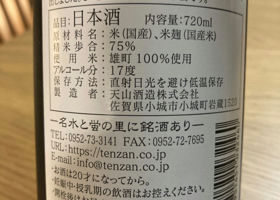 品目:日本酒 内容量:720ml
原材料名:米(国産)、米麹(国産米)
精米歩合:75%
使用米:雄町100%使用
アルコール分:17度
保存方法:直射日光を避け低温保存
製造者:天山酒造株式会社
佐賀県小城市小城町岩蔵1520
―名水と蛍の里に銘酒あり―
TEL:0952-73-3141 FAX:0952-72-7695
URL:https://tenzan.co.jp
E-mail:info@tenzan.co.jp
・お酒は20才になってから。
・妊娠中・授乳期の飲酒はお控えください。